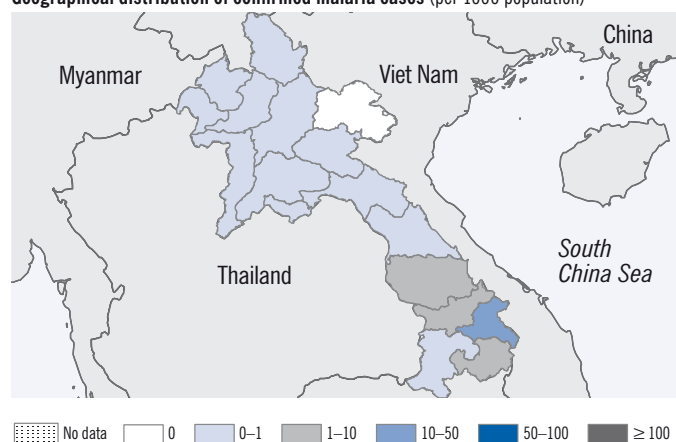 Geographical distribution of confirmed malaria cases (per 1000 population)
China
Myanmar
Viet Nam
South
China Sea
Thailand
No data
0
0–1
1–10
10–50
50–100
≥ 100